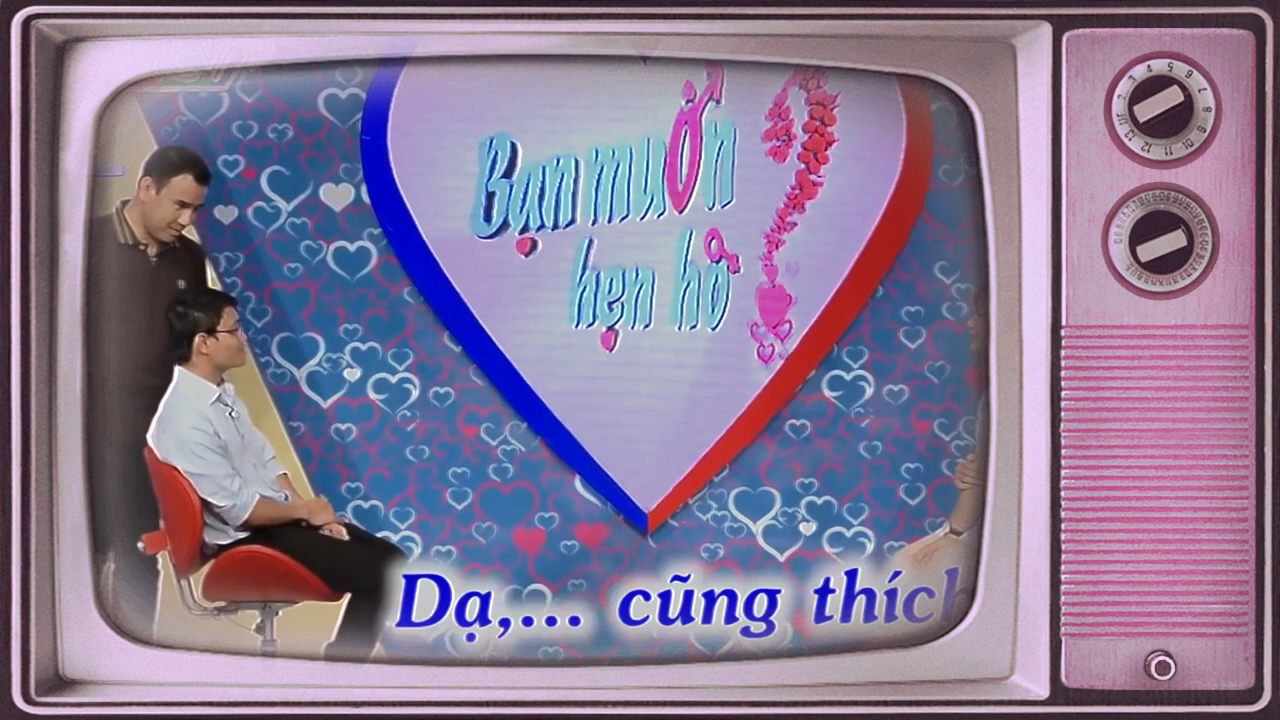 Bạn muốn
hẹn hò
Dạ,... cũng thích